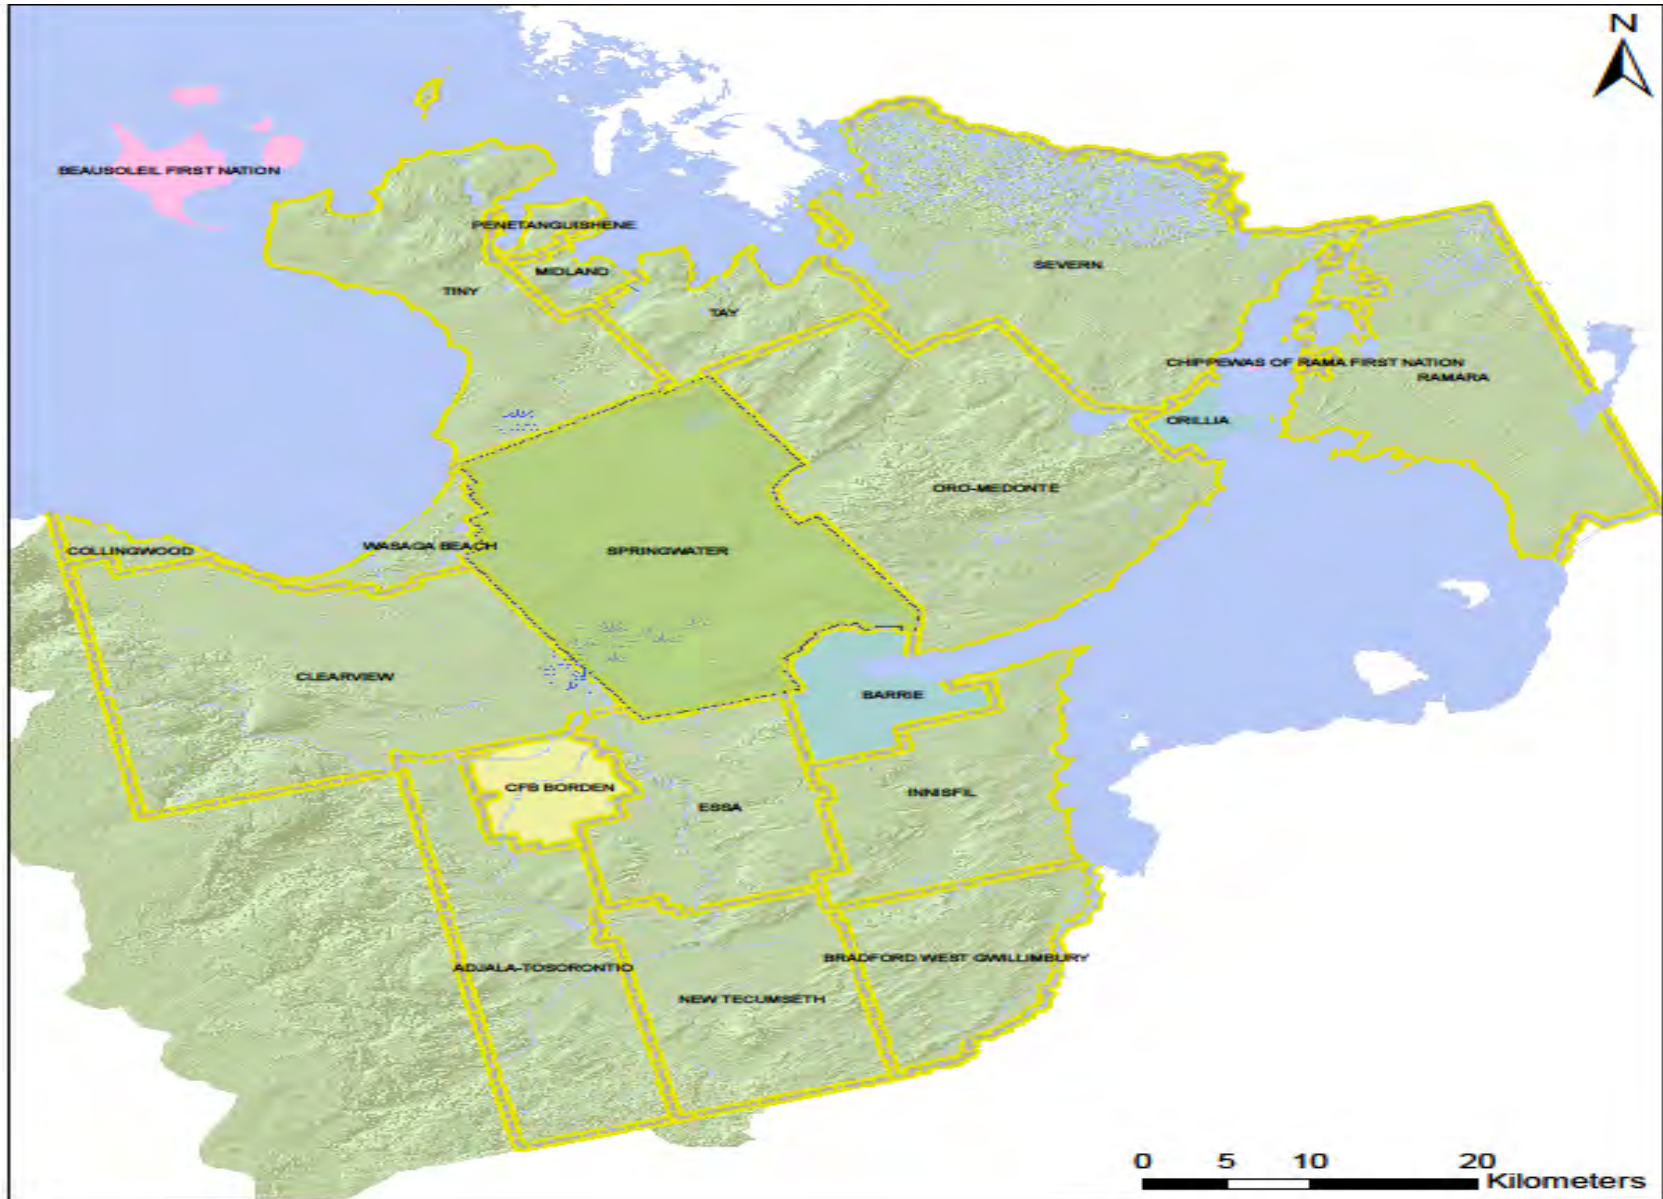 N
BEAUSOLEIL FIRST NATION
PENETANGUISHENE
MIDLAND
SEVERN
TINY
TAY
CHIPPEWAS OF RAMA FIRST NATION
RAMARA
ORILLIA
ORO-MEDONTE
COLLINGWOOD
WASAGA BEACH
SPRINGWATER
CLEARVIEW
BARRIE
CFB BORDEN
ESSA
INNISFIL
ADJALA-TOSORONTIO
BRADFORD WEST GWILLIMBURY
NEW TECUMSETH
0 5 10 20
Kilometers